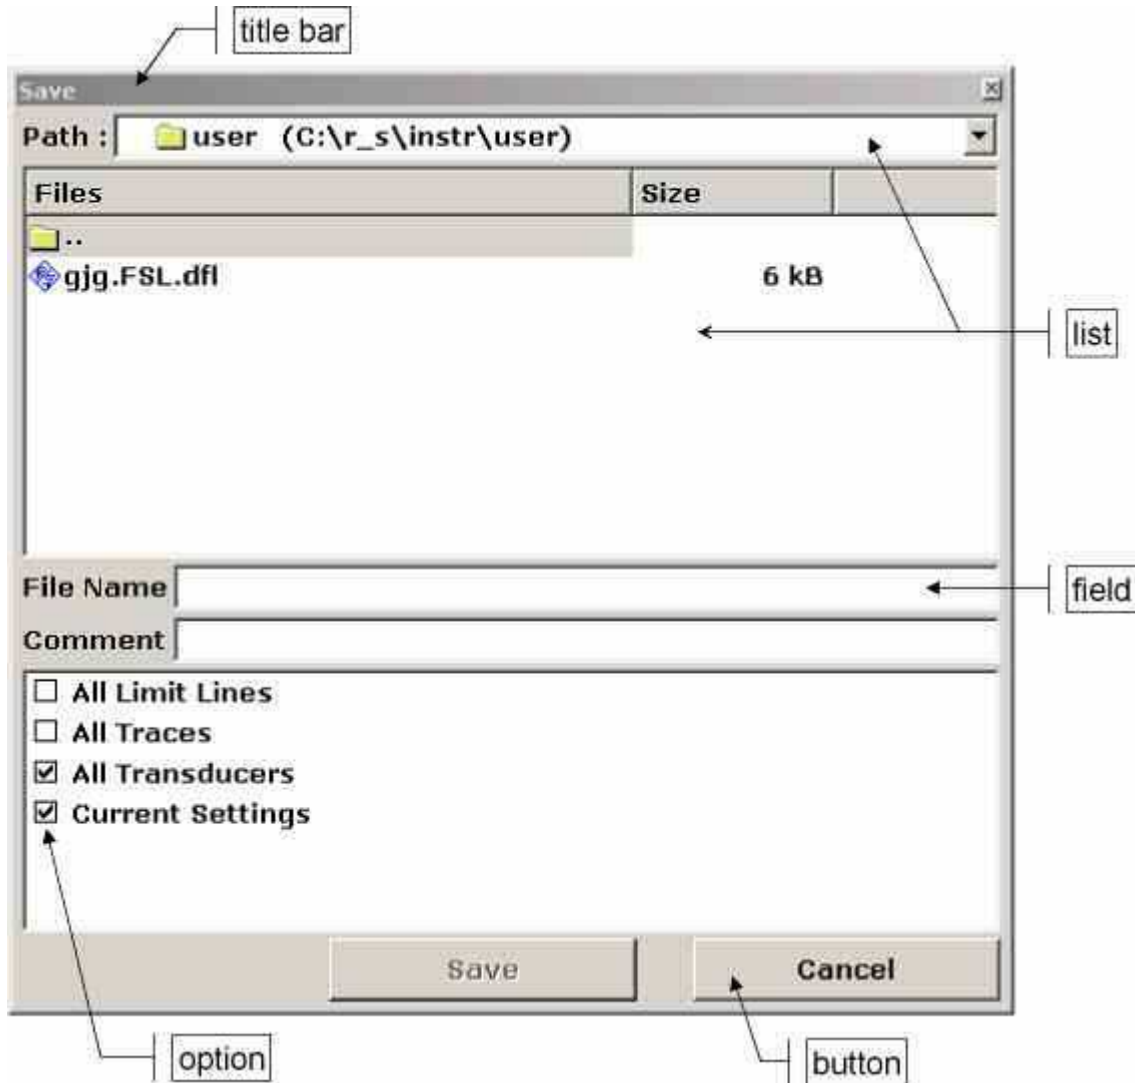 title bar
Save
Path : user (C:\r_s\instr\user)
Files Size
..
gjg.FSL.dfl 6 kB
list
File Name
field
Comment
All Limit Lines
All Traces
All Transducers
Current Settings
Save Cancel
option button